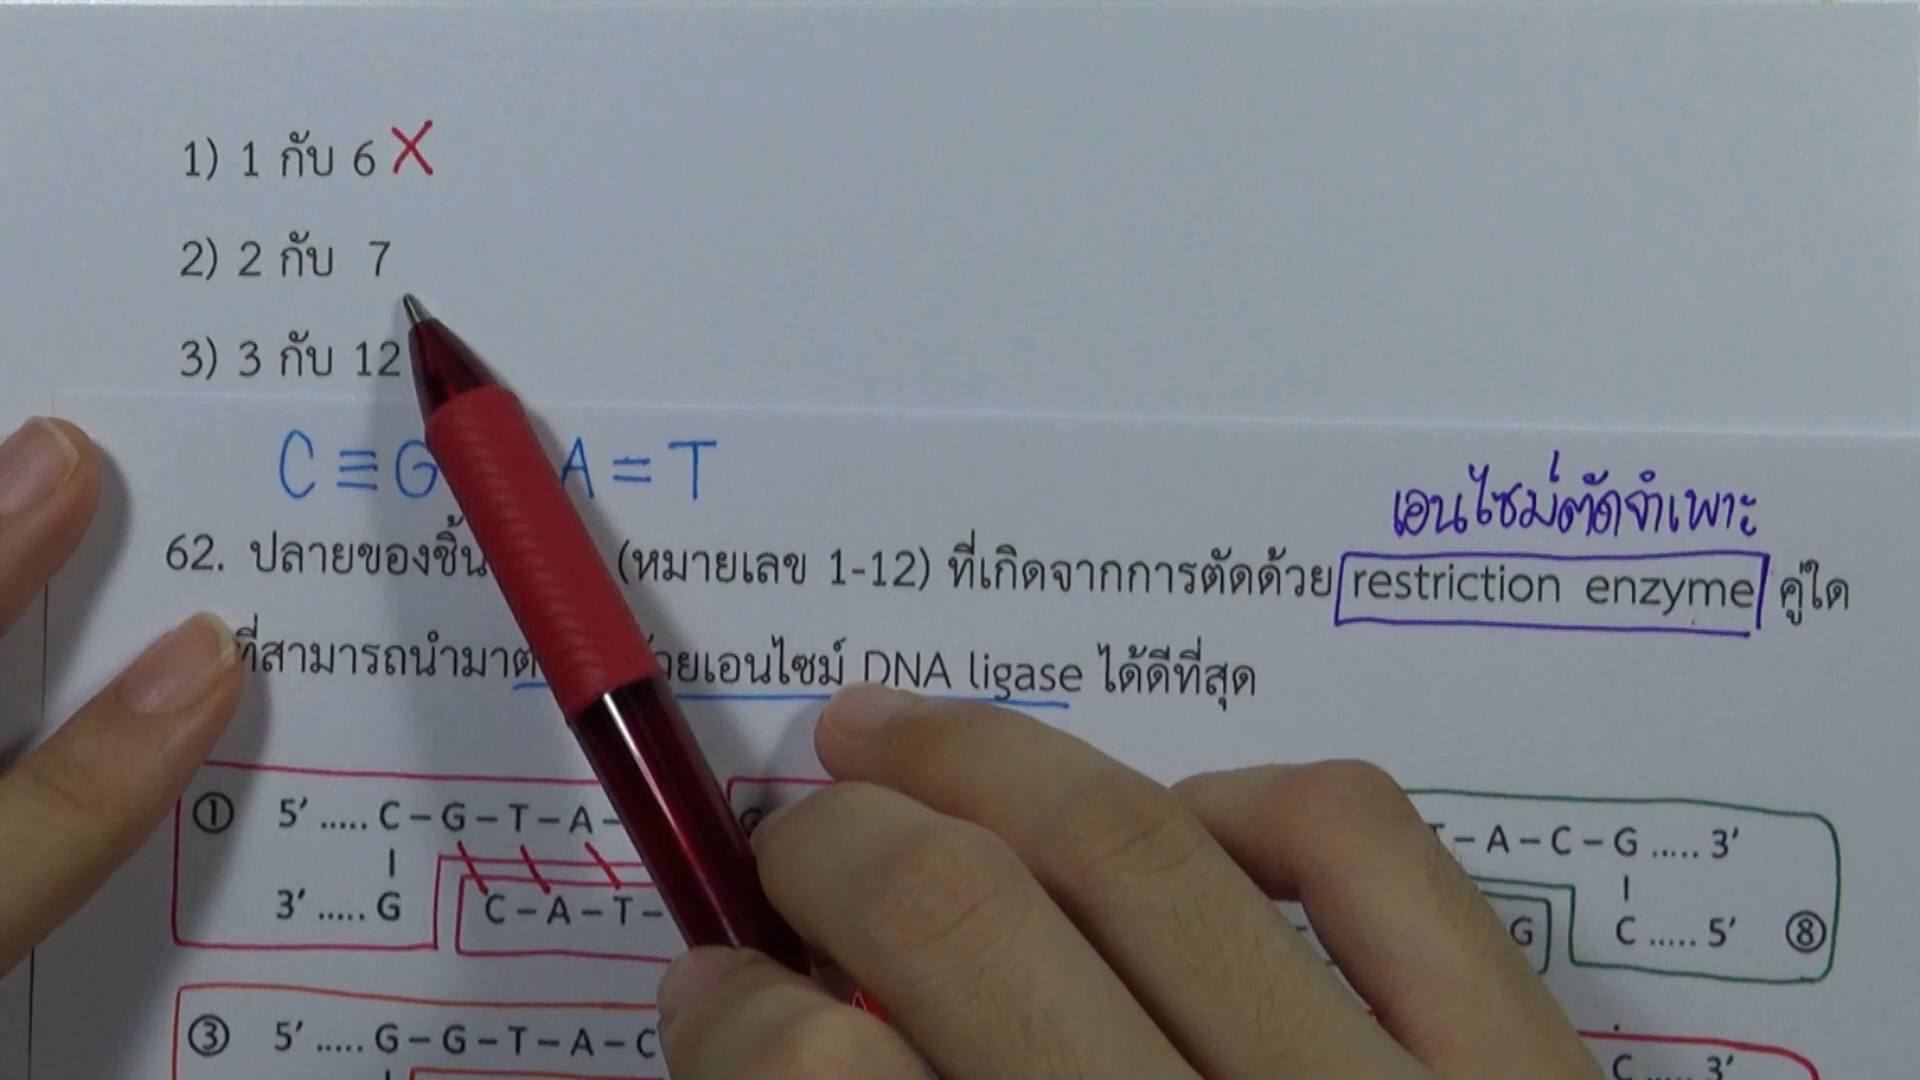 1) 1 กับ 6 X
2) 2 กับ 7
3) 3 กับ 12
C ≡ G A = T
เอนไซม์ตัดจำเพาะ
62. ปลายของชิ้น (หมายเลข 1-12) ที่เกิดจากการตัดด้วย restriction enzyme คู่ใด
ที่สามารถนำมาต วยเอนไซม์ DNA ligase ได้ดีที่สุด
① 5′ ..... C – G – T – A – – A – C – G ..... 3′
3′ ..... G C – A – T – G C ..... 5′ ⑧
③ 5′ ..... G – G – T – A – C C ..... 3′